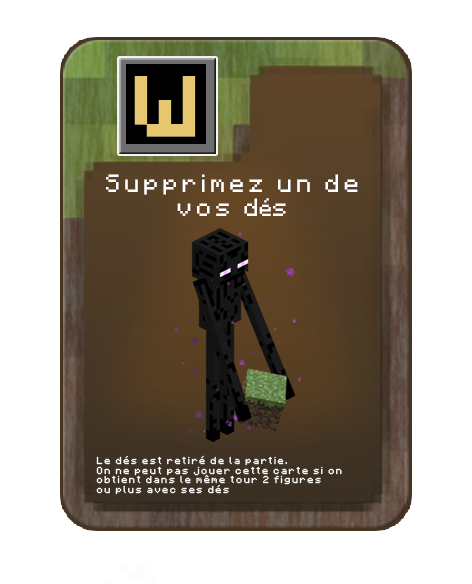 W
Supprimez un de
vos dés
Le dés est retiré de la partie.
On ne peut pas jouer cette carte si on
obtient dans le même tour 2 figures
ou plus avec ses dés